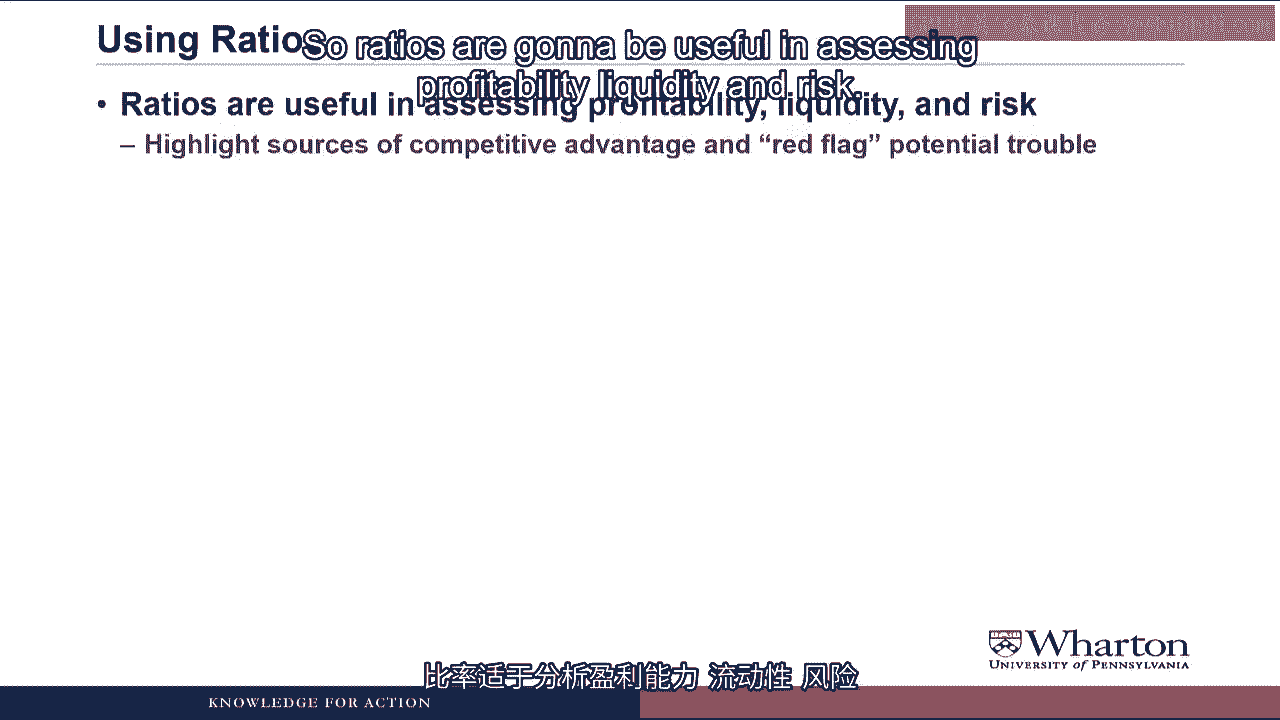 Using Ratios
So ratios are gonna be useful in assessing
profitability liquidity and risk
• Ratios are useful in assessing profitability, liquidity, and risk
– Highlight sources of competitive advantage and “red flag” potential trouble
Wharton
UNIVERSITY of PENNSYLVANIA
比率适于分析盈利能力 流动性 风险
KNOWLEDGE FOR ACTION